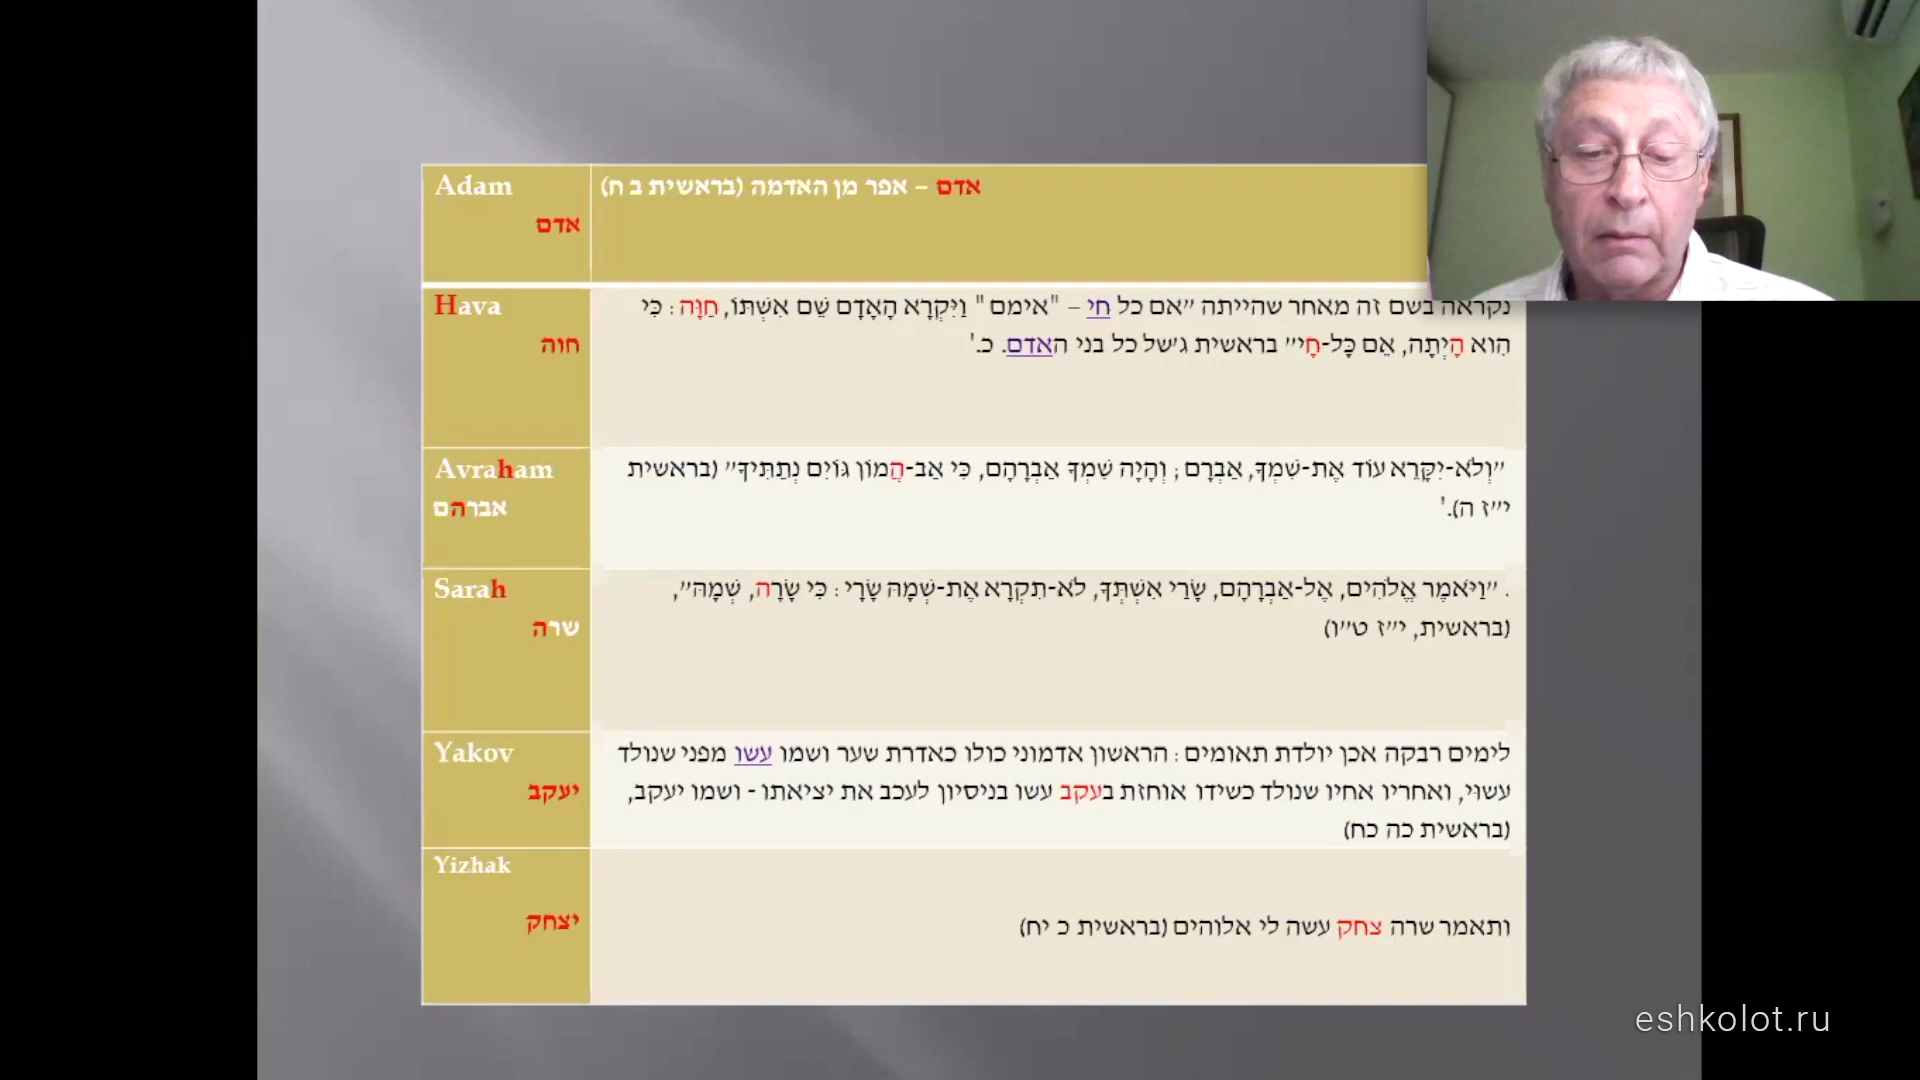 Adam
אדם
אדם – אפר מן האדמה (בראשית ב ח)
Hava
חוה
נקראה בשם זה מאחר שהייתה ״אם כל חי – "אימם " וַיִּקְרָא הָאָדָם שֵׁם אִשְׁתּוֹ, חַוָּה : כִּי
הִוא הָיְתָה, אֵם כָּל-חָי״ בראשית ג׳של כל בני האדם. כ.'
Avraham
אברהם
״וְלֹא-יִקָּרֵא עוֹד אֶת-שִׁמְךָ, אַבְרָם ; וְהָיָה שִׁמְךָ אַבְרָהָם, כִּי אַב-הֲמוֹן גּוֹיִם נְתַתִּיךָ״ (בראשית
י״ז ה).'
Sarah
שרה
. ״וַיֹּאמֶר אֱלֹהִים, אֶל-אַבְרָהָם, שָׂרַי אִשְׁתְּךָ, לֹא-תִקְרָא אֶת-שְׁמָהּ שָׂרָי : כִּי שָׂרָה, שְׁמָהּ״,
(בראשית, י״ז ט״ו)
Yakov
יעקב
לימים רבקה אכן יולדת תאומים : הראשון אדמוני כולו כאדרת שער ושמו עשו מפני שנולד
עשוי, ואחריו אחיו שנולד כשידו אוחזת בעקב עשו בניסיון לעכב את יציאתו - ושמו יעקב,
(בראשית כה כח)
Yizhak
יצחק
ותאמר שרה צחק עשה לי אלוהים (בראשית כ יח)
eshkolot.ru